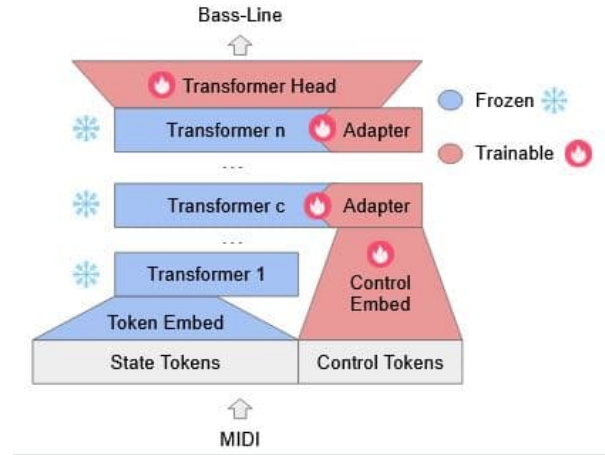 Bass-Line
Transformer Head
Transformer n
Adapter
Frozen
Trainable
...
Transformer c
Adapter
...
Transformer 1
Control
Embed
Token Embed
State Tokens
Control Tokens
MIDI